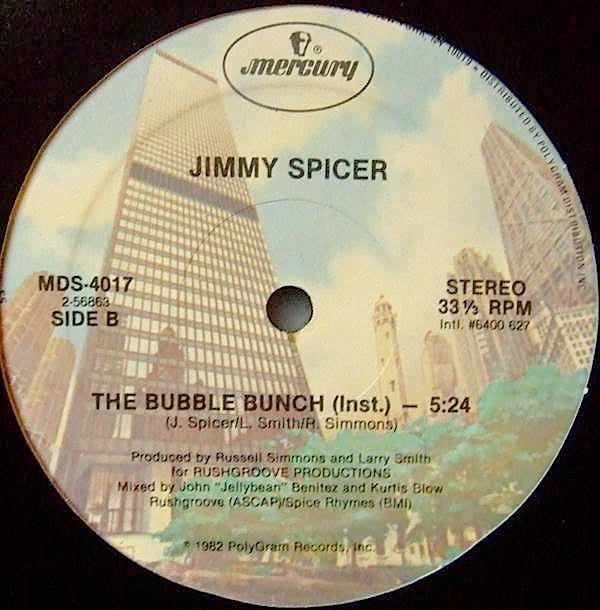 mercury
®
10019 • DISTRIBUTED BY POLYGRAM DISTRIBUTION, INC.
JIMMY SPICER
MDS-4017
2-56863
SIDE B
STEREO
33⅓ RPM
Intl. #6400 627
THE BUBBLE BUNCH (Inst.) — 5:24
(J. Spicer/L. Smith/R. Simmons)
Produced by Russell Simmons and Larry Smith
for RUSHGROOVE PRODUCTIONS
Mixed by John "Jellybean" Benitez and Kurtis Blow
Rushgroove (ASCAP)/Spice Rhymes (BMI)
℗ 1982 PolyGram Records, Inc.